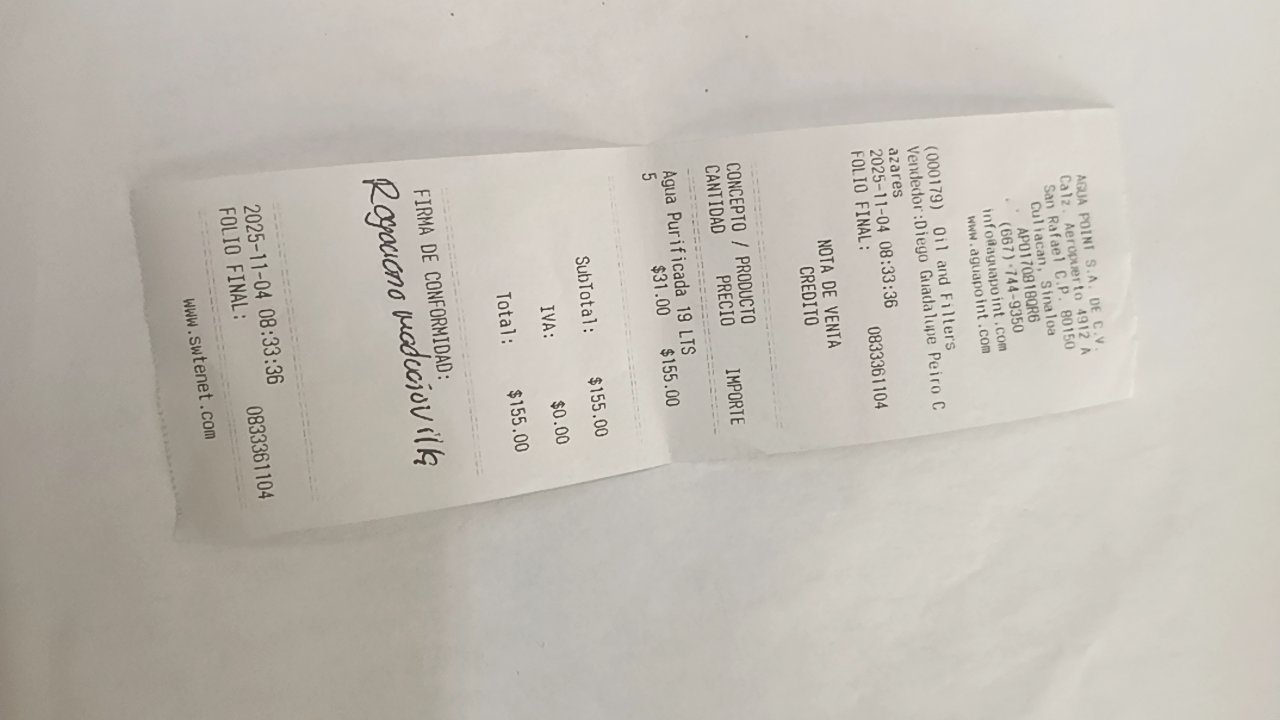 AGUA POINT S.A. DE C.V.
Calz. Aeropuerto 4912 A
San Rafael C.P. 80150
Culiacan, Sinaloa
APO170818QR6
(667)-744-9350
info@aguapoint.com
www.aguapoint.com
(000179) Oil and Filters
Vendedor:Diego Guadalupe Peiro C
azares
2025-11-04 08:33:36 0833361104
FOLIO FINAL:
NOTA DE VENTA
CREDITO
CONCEPTO / PRODUCTO
CANTIDAD PRECIO IMPORTE
Agua Purificada 19 LTS
5 $31.00 $155.00
SubTotal: $155.00
IVA: $0.00
Total: $155.00
FIRMA DE CONFORMIDAD:
2025-11-04 08:33:36 0833361104
FOLIO FINAL:
www.swtenet.com